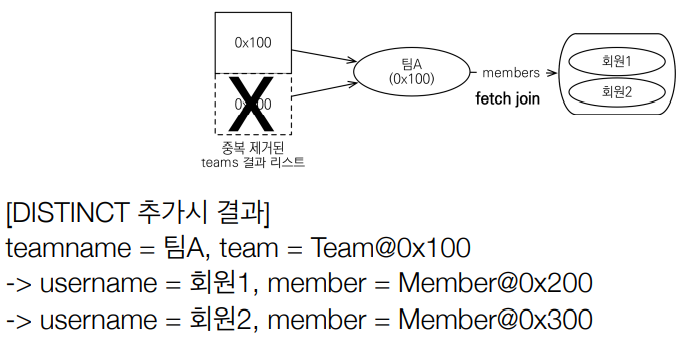 0x100
팀A
(0x100)
members
fetch join
회원1
회원2
중복 제거된
teams 결과 리스트
[DISTINCT 추가시 결과]
teamname = 팀A, team = Team@0x100
-> username = 회원1, member = Member@0x200
-> username = 회원2, member = Member@0x300